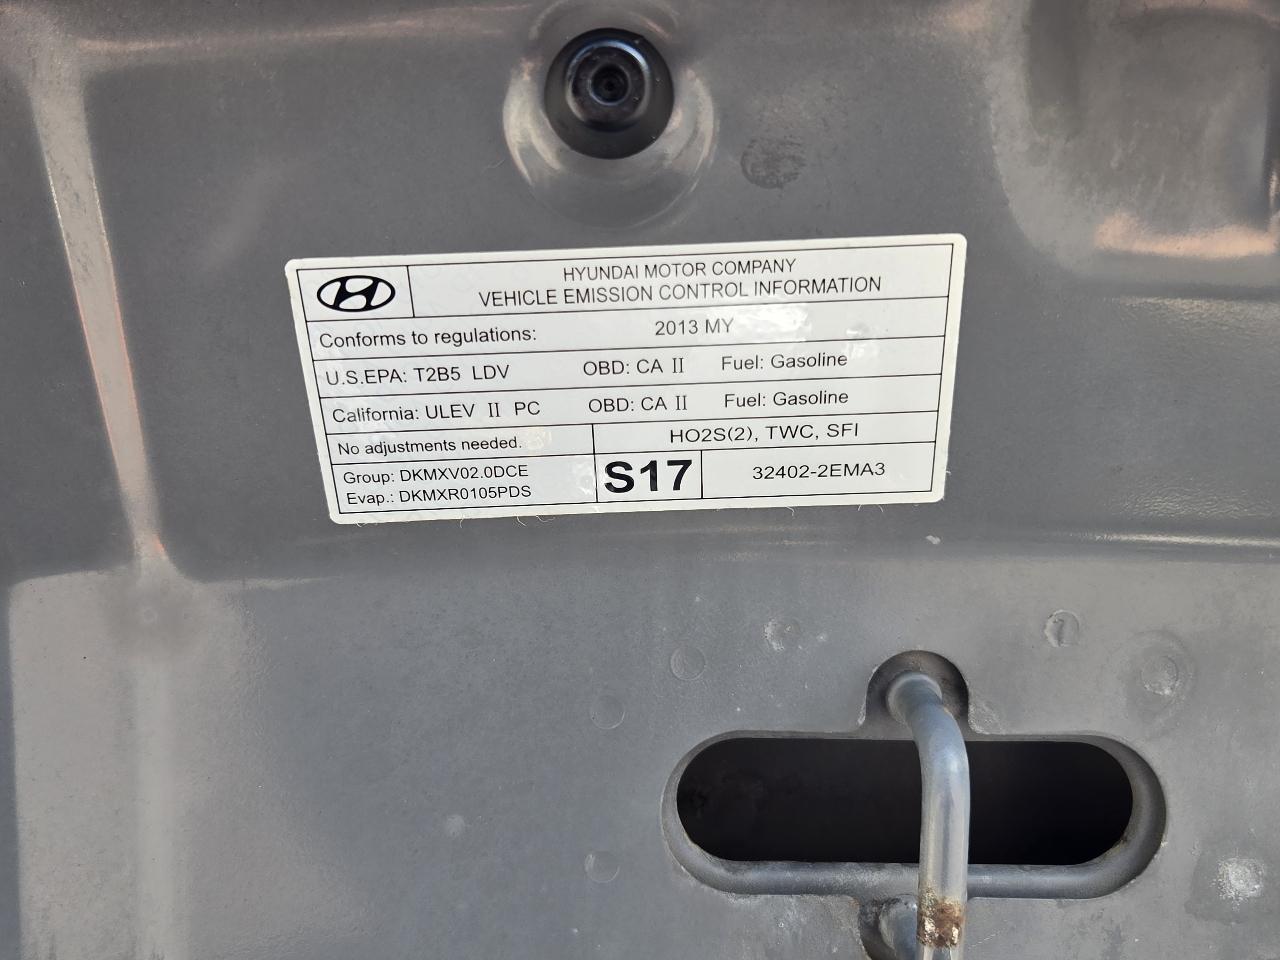 HYUNDAI MOTOR COMPANY
VEHICLE EMISSION CONTROL INFORMATION
Conforms to regulations: 2013 MY
U.S.EPA: T2B5 LDV OBD: CA II Fuel: Gasoline
California: ULEV II PC OBD: CA II Fuel: Gasoline
No adjustments needed. HO2S(2), TWC, SFI
Group: DKMXV02.0DCE
Evap.: DKMXR0105PDS
S17
32402-2EMA3